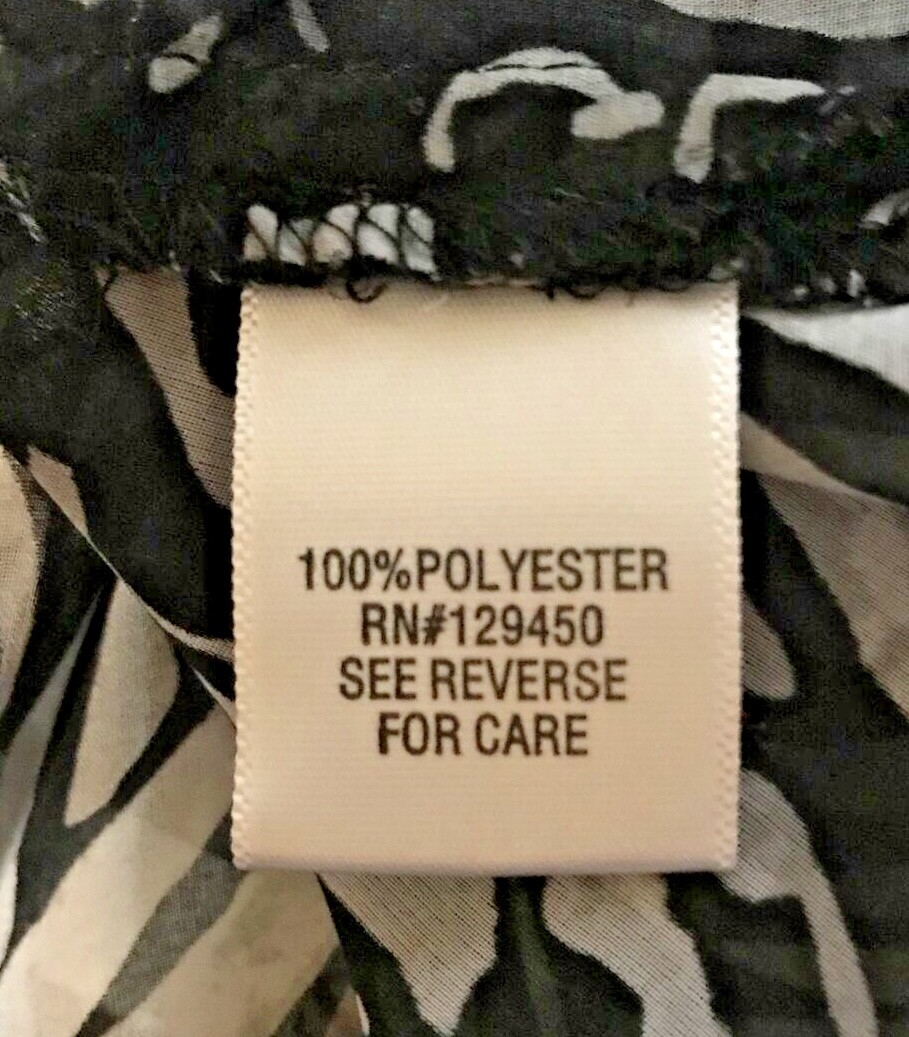 100%POLYESTER
RN#129450
SEE REVERSE
FOR CARE